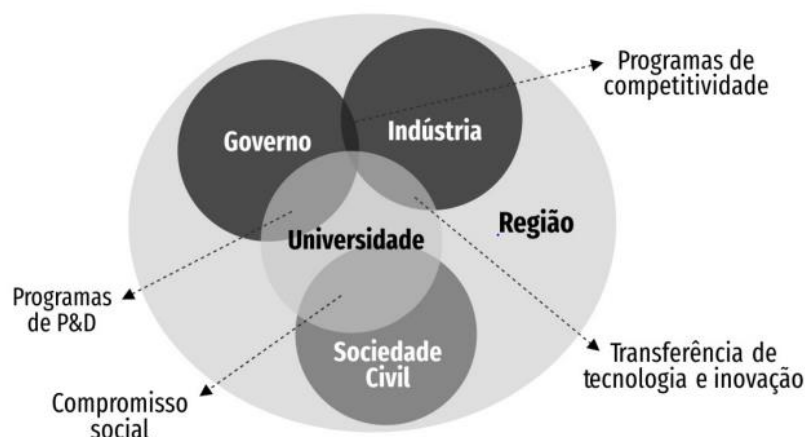 Programas de
competitividade
Governo
Indústria
Região
Universidade
Programas
de P&D
Sociedade
Civil
Transferência de
tecnologia e inovação
Compromisso
social